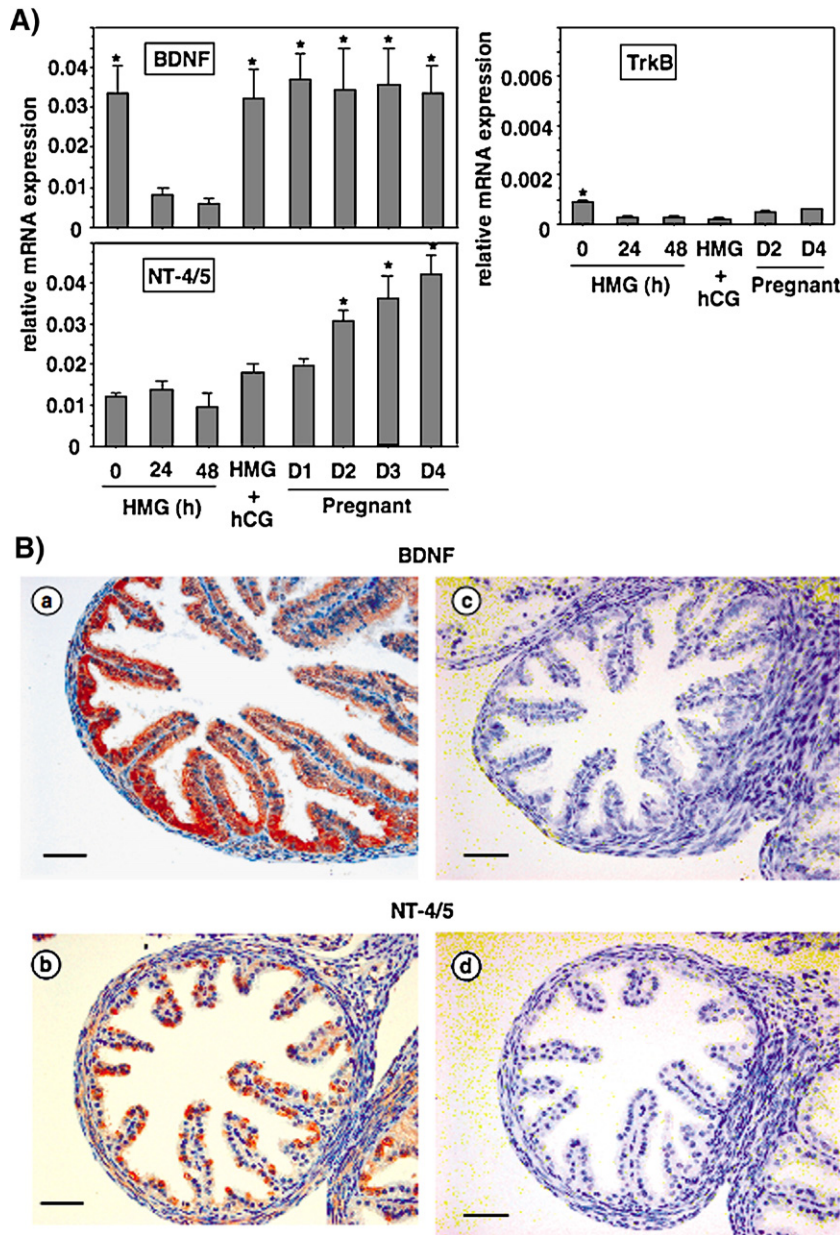 A)
BDNF
relative mRNA expression
0.04
0.03
0.02
0.01
0
* * * * * *
NT-4/5
0.04
0.03
0.02
0.01
0
* * *
0 24 48 HMG + hCG D1 D2 D3 D4
HMG (h) Pregnant
TrkB
relative mRNA expression
0.006
0.004
0.002
0
*
0 24 48 HMG + hCG D2 D4
HMG (h) Pregnant
B)
BDNF
a
c
NT-4/5
b
d